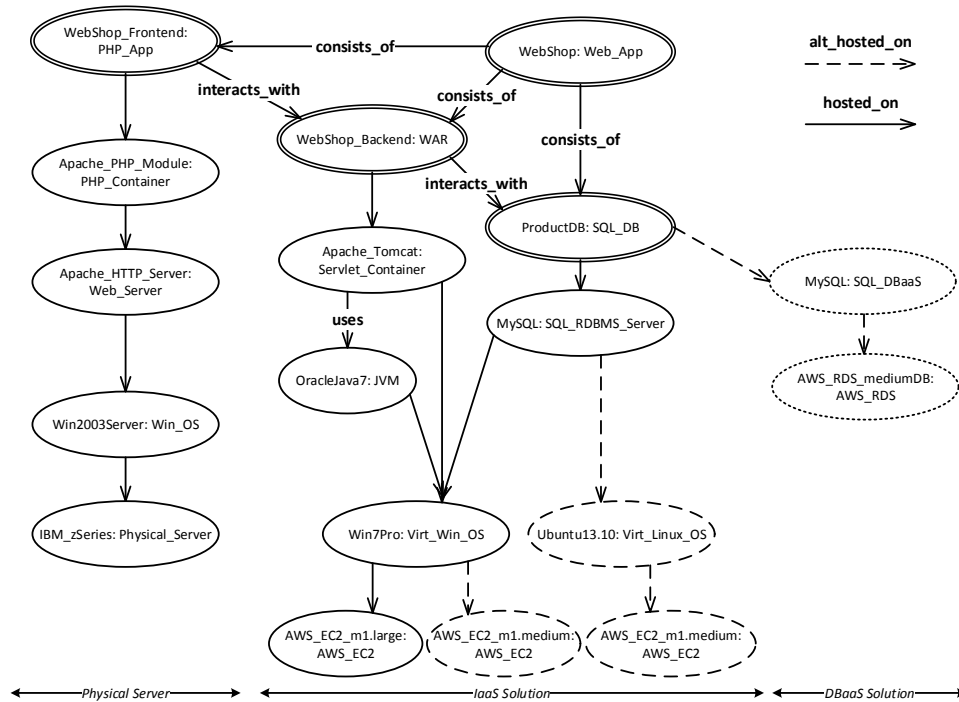 WebShop_Frontend:
PHP_App
consists_of
WebShop: Web_App
alt_hosted_on
interacts_with
consists_of
hosted_on
WebShop_Backend: WAR
consists_of
Apache_PHP_Module:
PHP_Container
interacts_with
ProductDB: SQL_DB
Apache_Tomcat:
Servlet_Container
Apache_HTTP_Server:
Web_Server
MySQL: SQL_DBaaS
uses
MySQL: SQL_RDBMS_Server
OracleJava7: JVM
AWS_RDS_mediumDB:
AWS_RDS
Win2003Server: Win_OS
IBM_zSeries: Physical_Server
Win7Pro: Virt_Win_OS
Ubuntu13.10: Virt_Linux_OS
AWS_EC2_m1.large:
AWS_EC2
AWS_EC2_m1.medium:
AWS_EC2
AWS_EC2_m1.medium:
AWS_EC2
Physical Server
IaaS Solution
DBaaS Solution